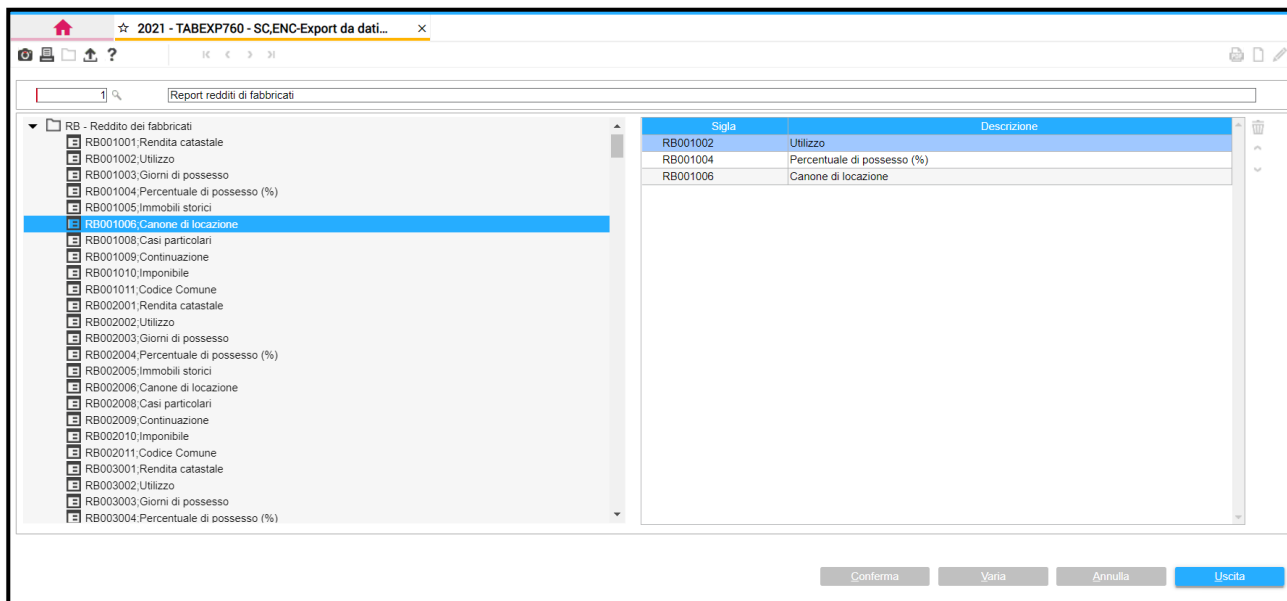 2021 - TABEXP760 - SC,ENC-Export da dati... ×
?
1 Report redditi di fabbricati
RB - Reddito dei fabbricati
RB001001;Rendita catastale
RB001002;Utilizzo
RB001003;Giorni di possesso
RB001004;Percentuale di possesso (%)
RB001005;Immobili storici
RB001006;Canone di locazione
RB001008;Casi particolari
RB001009;Continuazione
RB001010;Imponibile
RB001011;Codice Comune
RB002001;Rendita catastale
RB002002;Utilizzo
RB002003;Giorni di possesso
RB002004;Percentuale di possesso (%)
RB002005;Immobili storici
RB002006;Canone di locazione
RB002008;Casi particolari
RB002009;Continuazione
RB002010;Imponibile
RB002011;Codice Comune
RB003001;Rendita catastale
RB003002;Utilizzo
RB003003;Giorni di possesso
RB003004;Percentuale di possesso (%)
Sigla Descrizione
RB001002 Utilizzo
RB001004 Percentuale di possesso (%)
RB001006 Canone di locazione
Conferma Varia Annulla Uscita